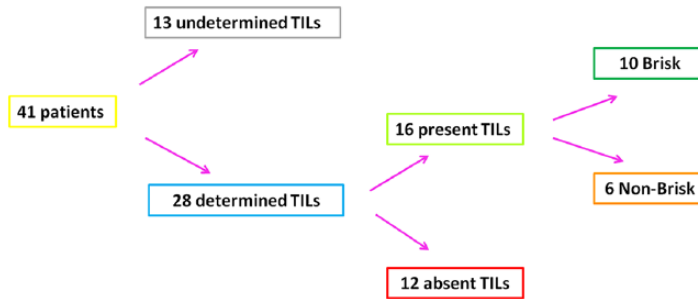 13 undetermined TILs
10 Brisk
41 patients
16 present TILs
6 Non-Brisk
28 determined TILs
12 absent TILs